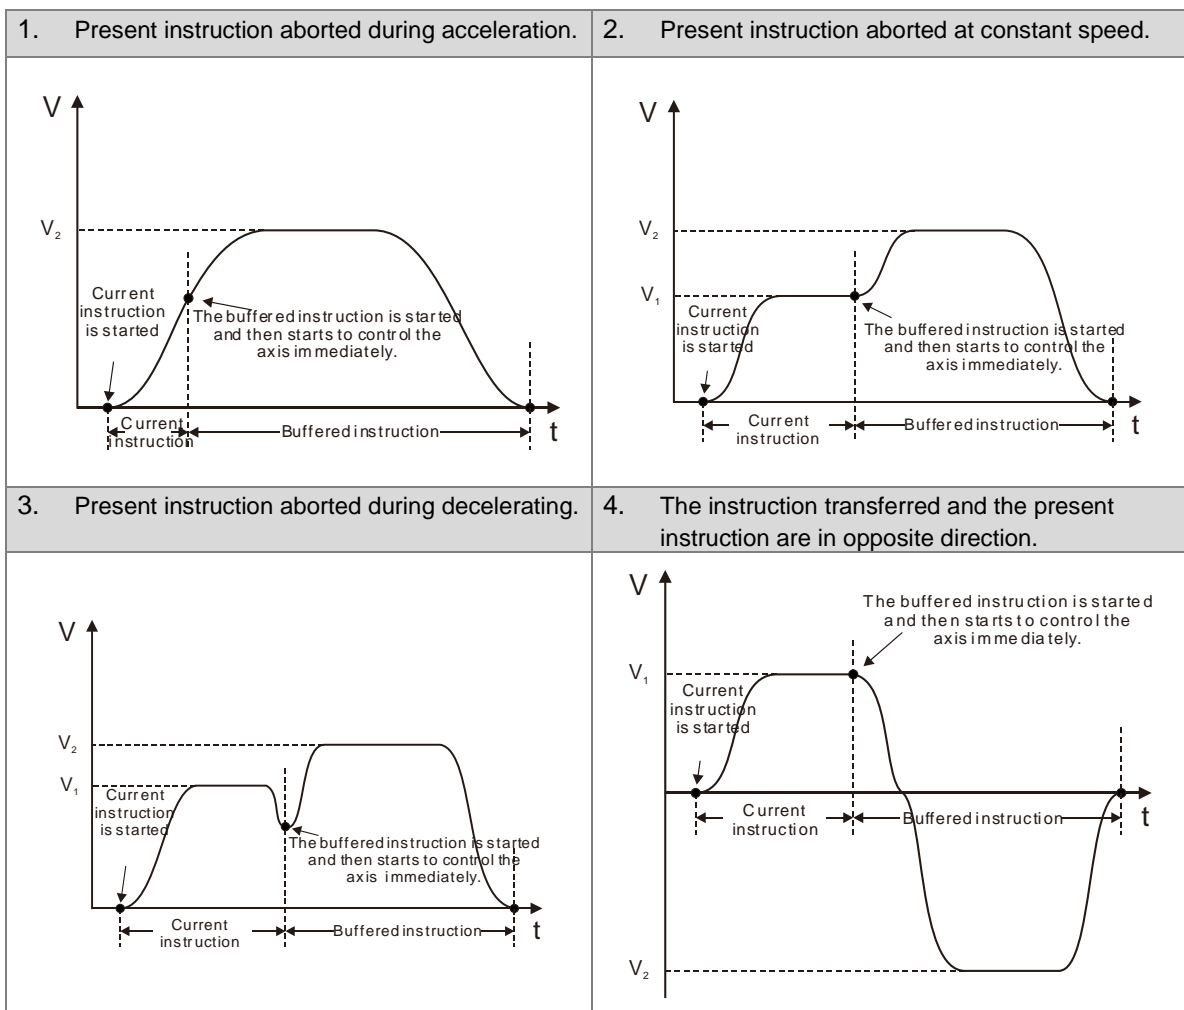 1. Present instruction aborted during acceleration.
2. Present instruction aborted at constant speed.
V
V2
Current
instruction
is started
The buffered instruction is started
and then starts to control the
axis immediately.
Current
instruction
Buffered instruction
t
V
V2
V1
Current
instruction
is started
The buffered instruction is started
and then starts to control the
axis immediately.
Current
instruction
Buffered instruction
t
3. Present instruction aborted during decelerating.
4. The instruction transferred and the present
instruction are in opposite direction.
V
V2
V1
Current
instruction
is started
The buffered instruction is started
and then starts to control the
axis immediately.
Current
instruction
Buffered instruction
t
V
The buffered instruction is started
and then starts to control the
axis immediately.
V1
Current
instruction
is started
Current
instruction
Buffered instruction
t
V2